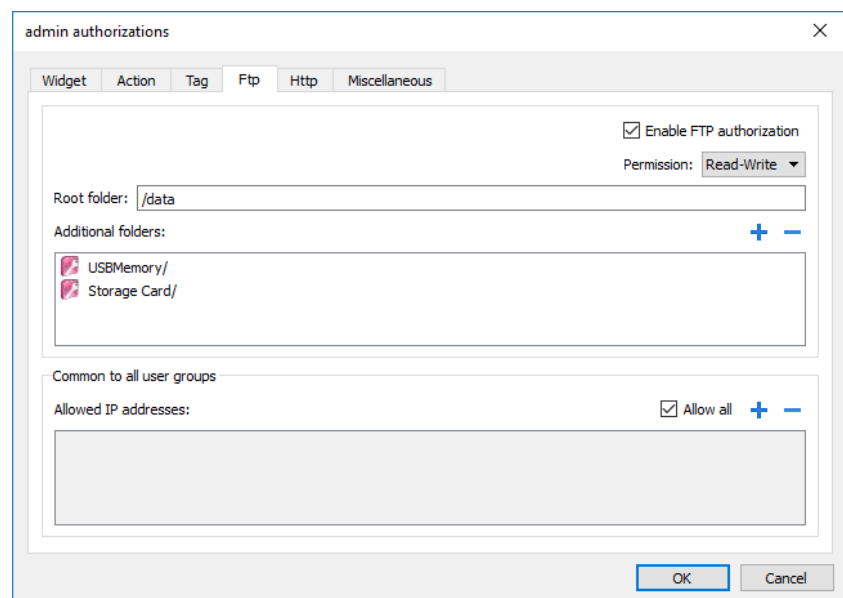 admin authorizations
Widget Action Tag Ftp Http Miscellaneous
Enable FTP authorization
Permission: Read-Write
Root folder: /data
Additional folders:
USBMemory/
Storage Card/
Common to all user groups
Allowed IP addresses: Allow all
OK Cancel